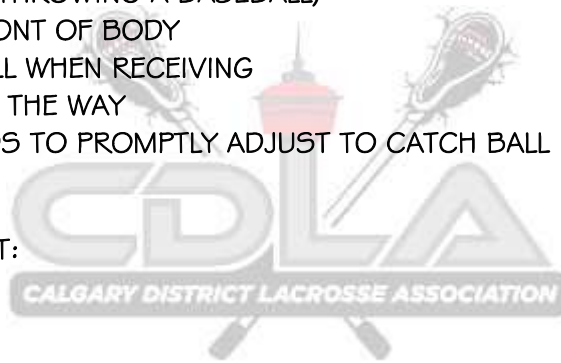 THROWING A BASEBALL)
ONT OF BODY
LL WHEN RECEIVING
THE WAY
DS TO PROMPTLY ADJUST TO CATCH BALL
T:
CDLA
CALGARY DISTRICT LACROSSE ASSOCIATION